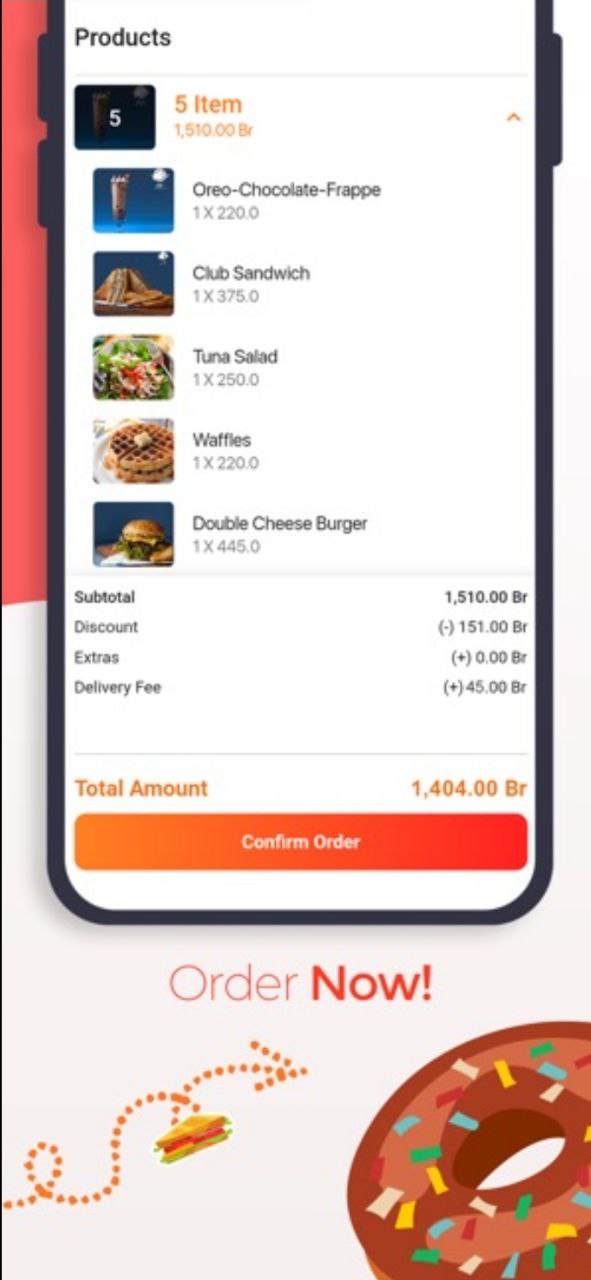 Products
5
5 Item
1,510.00 Br
Oreo-Chocolate-Frappe
1 X 220.0
Club Sandwich
1 X 375.0
Tuna Salad
1 X 250.0
Waffles
1 X 220.0
Double Cheese Burger
1 X 445.0
Subtotal 1,510.00 Br
Discount (-) 151.00 Br
Extras (+) 0.00 Br
Delivery Fee (+) 45.00 Br
Total Amount 1,404.00 Br
Confirm Order
Order Now!